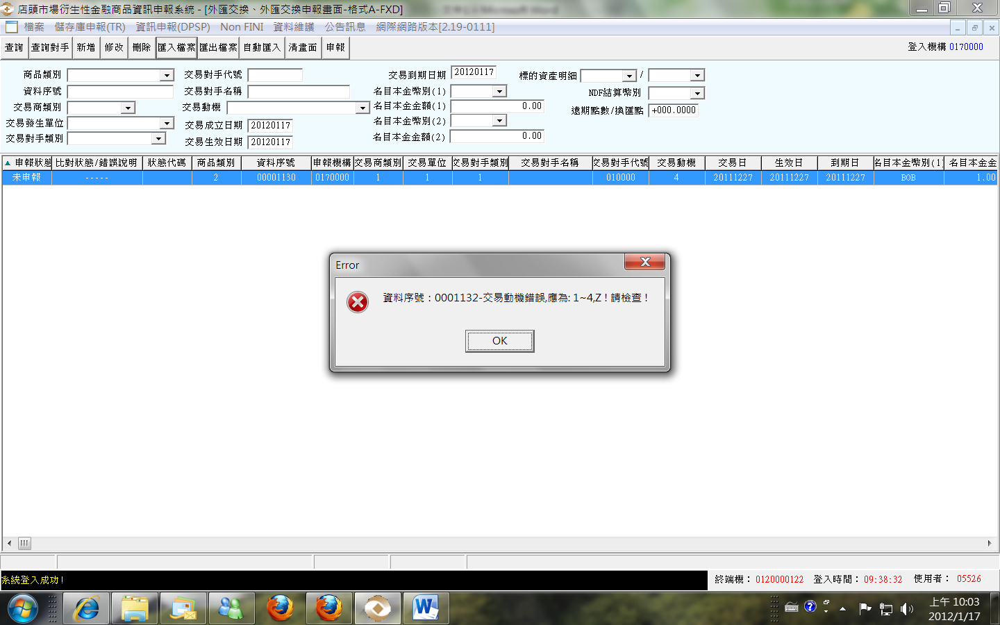 店頭市場衍生性金融商品資訊申報系統 - [外匯交換、外匯交換申報畫面-格式A-FXD]
檔案 儲存庫申報(TR) 資訊申報(DPSP) Non FINI 資料維護 公告訊息 網際網路版本[2.19-0111]
查詢 查詢對手 新增 修改 刪除 匯入檔案 匯出檔案 自動匯入 清畫面 申報 登入機構 0170000
商品類別 交易對手代號 交易到期日期 20120117 標的資產明細 /
資料序號 交易對手名稱 名目本金幣別(1) NDF結算幣別
交易商類別 交易動機 名目本金金額(1) 0.00 遠期點數/換匯點 +000.0000
交易發生單位 交易成立日期 20120117 名目本金幣別(2)
交易對手類別 交易生效日期 20120117 名目本金金額(2) 0.00
申報狀態 比對狀態/錯誤說明 狀態代碼 商品類別 資料序號 申報機構 交易商類別 交易單位 交易對手類別 交易對手名稱 交易對手代號 交易動機 交易日 生效日 到期日 名目本金幣別(1 名目本金金
未申報 ----- 2 00001130 0170000 1 1 1 010000 4 20111227 20111227 20111227 BOB 1.00
Error
資料序號：0001132-交易動機錯誤,應為: 1~4,Z ! 請檢查 !
OK
系統登入成功!
終端機： 0120000122 登入時間： 09:38:32 使用者： 05526
上午 10:03
2012/1/17